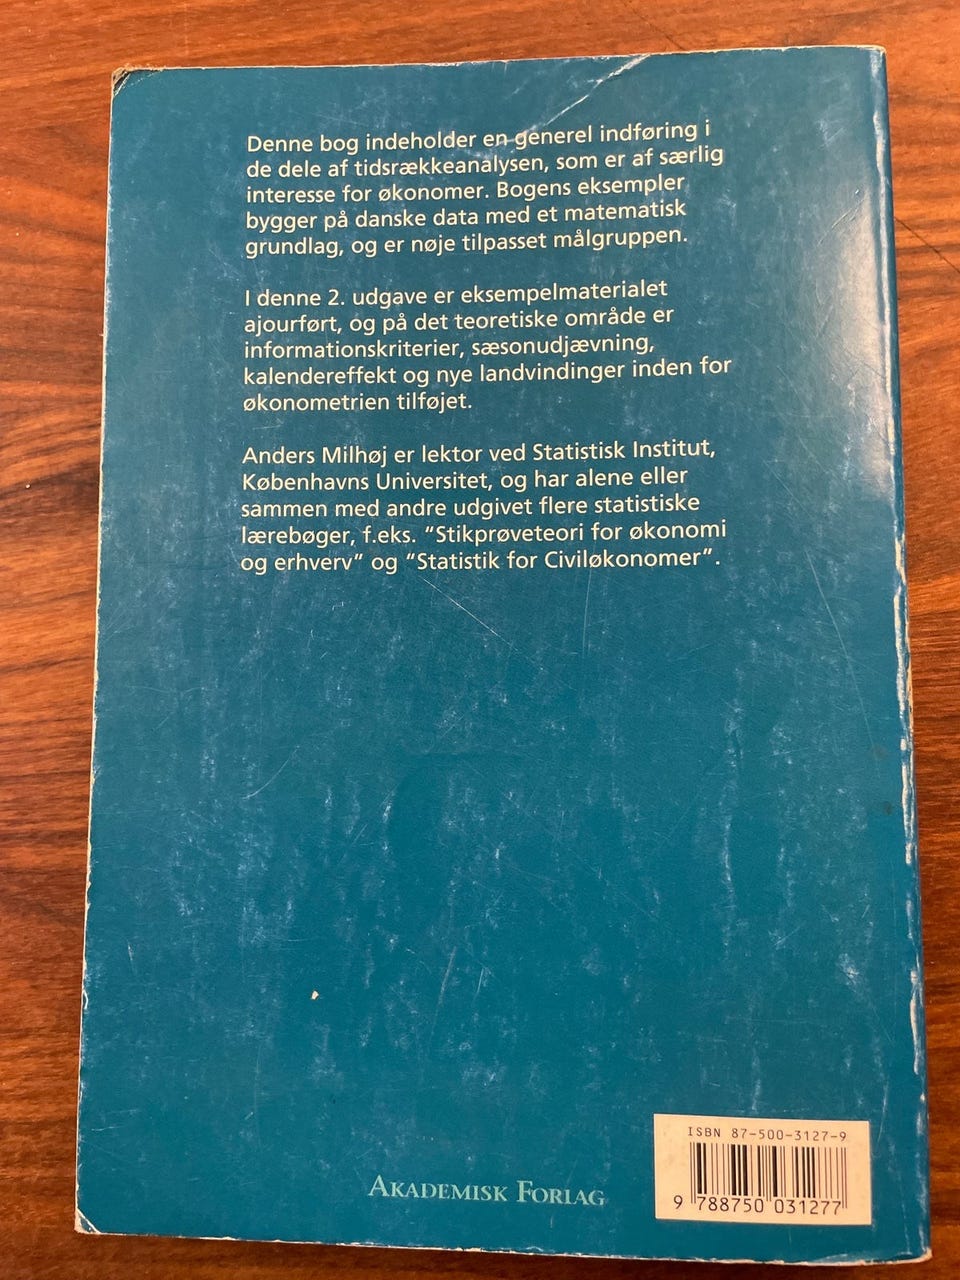 Denne bog indeholder en generel indføring i
de dele af tidsrækkeanalysen, som er af særlig
interesse for økonomer. Bogens eksempler
bygger på danske data med et matematisk
grundlag, og er nøje tilpasset målgruppen.
I denne 2. udgave er eksempelmaterialet
ajourført, og på det teoretiske område er
informationskriterier, sæsonudjævning,
kalendereffekt og nye landvindinger inden for
økonometrien tilføjet.
Anders Milhøj er lektor ved Statistisk Institut,
Københavns Universitet, og har alene eller
sammen med andre udgivet flere statistiske
lærebøger, f.eks. “Stikprøveteori for økonomi
og erhverv” og “Statistik for Civiløkonomer”.
ISBN 87-500-3127-9
9 788750 031277
AKADEMISK FORLAG